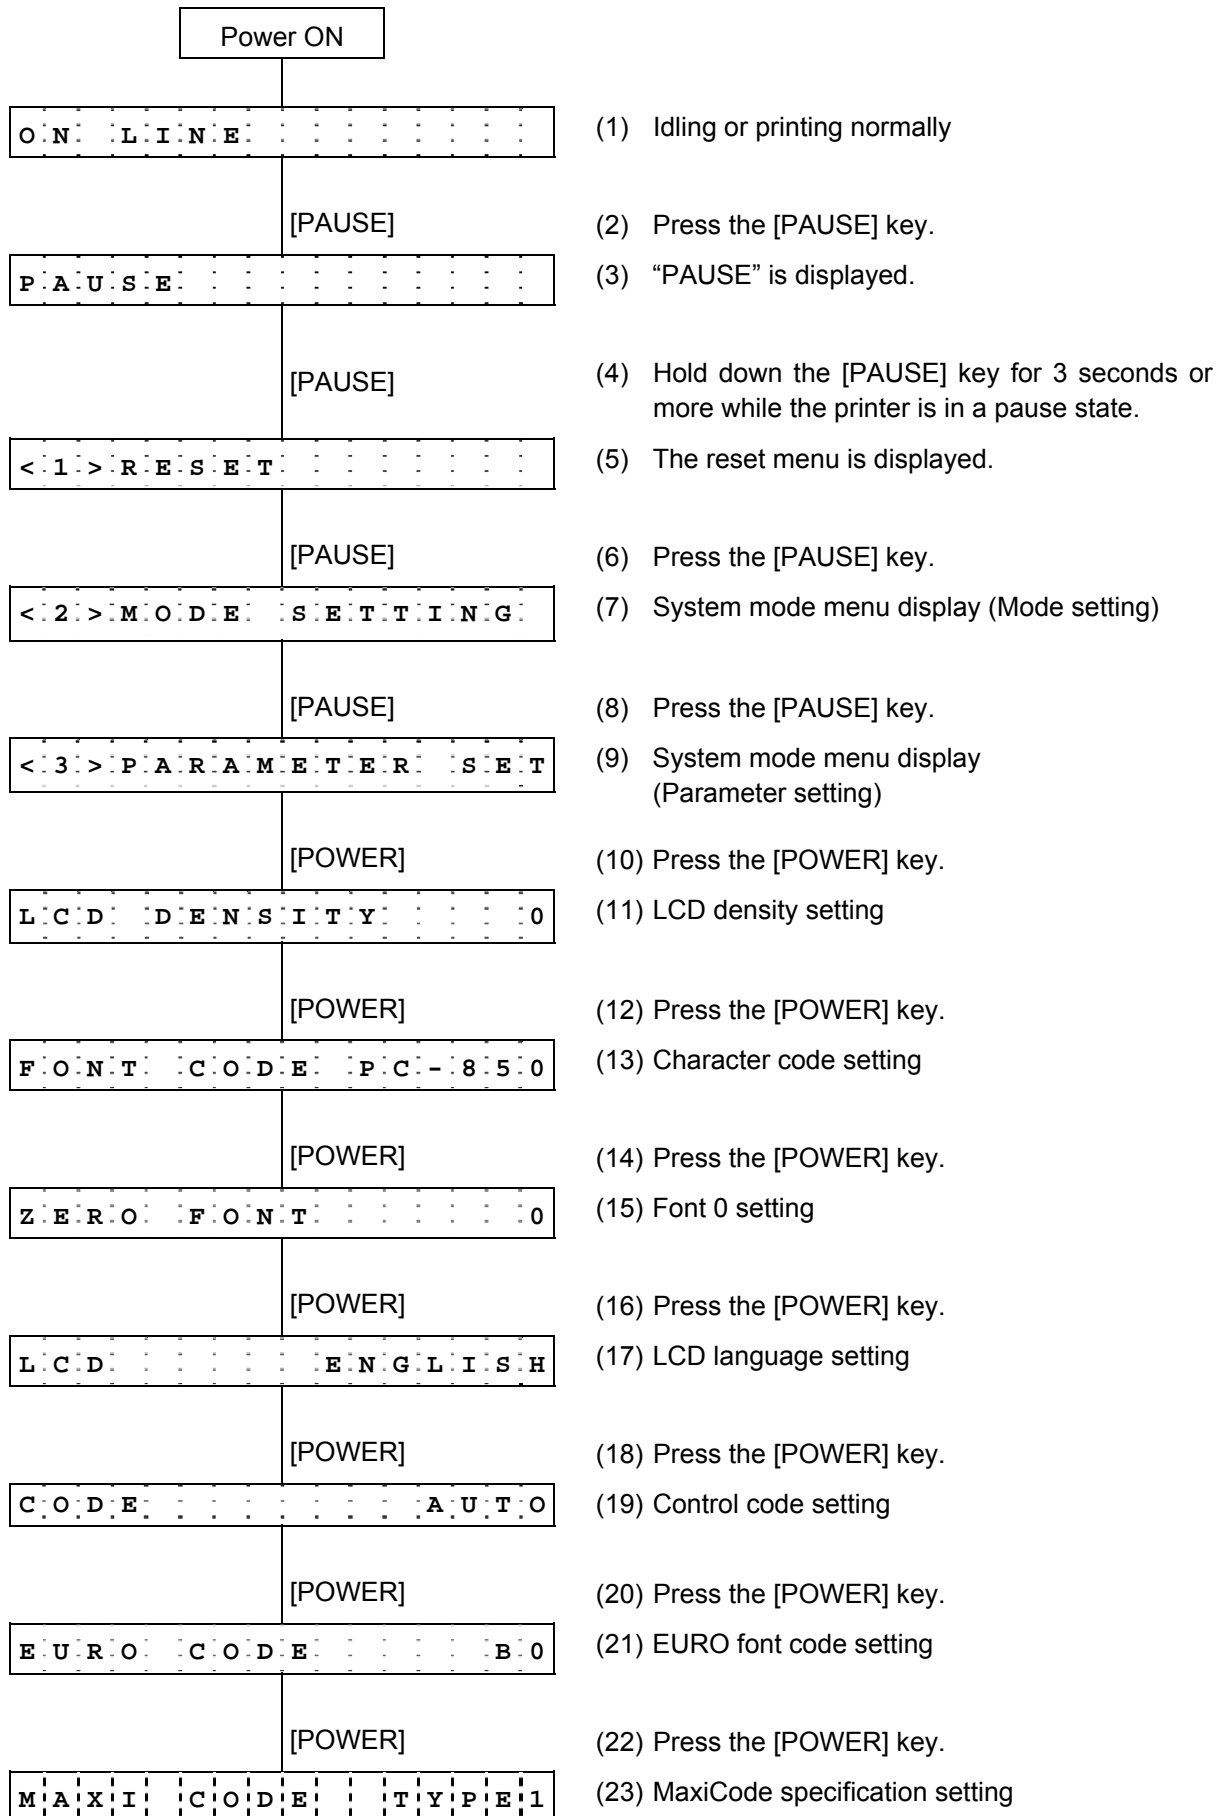 Power ON
ON LINE
(1) Idling or printing normally
[PAUSE]
(2) Press the [PAUSE] key.
PAUSE
(3) “PAUSE” is displayed.
[PAUSE]
(4) Hold down the [PAUSE] key for 3 seconds or
more while the printer is in a pause state.
<1>RESET
(5) The reset menu is displayed.
[PAUSE]
(6) Press the [PAUSE] key.
<2>MODE SETTING
(7) System mode menu display (Mode setting)
[PAUSE]
(8) Press the [PAUSE] key.
<3>PARAMETER SET
(9) System mode menu display
(Parameter setting)
[POWER]
(10) Press the [POWER] key.
LCD DENSITY 0
(11) LCD density setting
[POWER]
(12) Press the [POWER] key.
FONT CODE PC-850
(13) Character code setting
[POWER]
(14) Press the [POWER] key.
ZERO FONT 0
(15) Font 0 setting
[POWER]
(16) Press the [POWER] key.
LCD ENGLISH
(17) LCD language setting
[POWER]
(18) Press the [POWER] key.
CODE AUTO
(19) Control code setting
[POWER]
(20) Press the [POWER] key.
EURO CODE B0
(21) EURO font code setting
[POWER]
(22) Press the [POWER] key.
MAXI CODE TYPE1
(23) MaxiCode specification setting